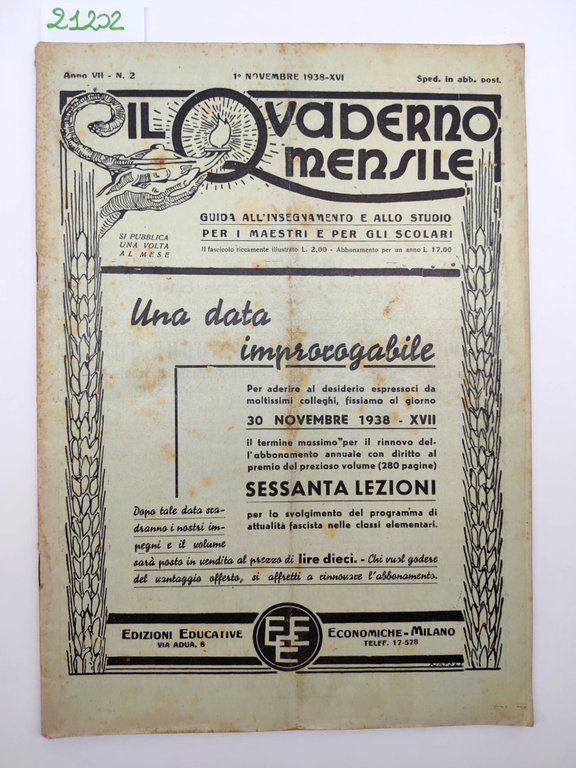 21202
Anno VII - N. 2
1º NOVEMBRE 1938-XVI
Sped. in abb. post.
IL QVADERNO
MENSILE
GUIDA ALL'INSEGNAMENTO E ALLO STUDIO
PER I MAESTRI E PER GLI SCOLARI
Il fascicolo riccamente illustrato L. 2,00 - Abbonamento per un anno L. 17,00
SI PUBBLICA
UNA VOLTA
AL MESE
Una data
improrogabile
Per aderire al desiderio espressoci da
moltissimi colleghi, fissiamo al giorno
30 NOVEMBRE 1938 - XVII
il termine massimo per il rinnovo del-
l'abbonamento annuale con diritto al
premio del prezioso volume (280 pagine)
SESSANTA LEZIONI
per lo svolgimento del programma di
attualità fascista nelle classi elementari.
Dopo tale data sca-
dranno i nostri im-
pegni e il volume
sarà posto in vendita al prezzo di lire dieci. - Chi vuol godere
del vantaggio offerto, si affretti a rinnovare l'abbonamento.
EDIZIONI EDUCATIVE
VIA ADUA, 8
EEE
ECONOMICHE - MILANO
TELEF. 17-578